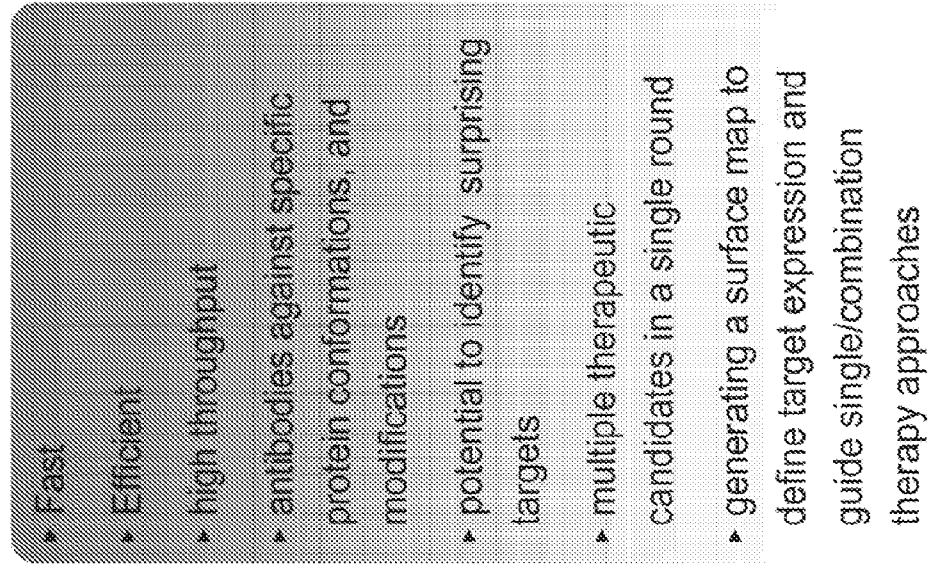 ▸ Fast
▸ Efficient
▸ high throughput
▸ antibodies against specific
protein conformations, and
modifications
▸ potential to identify surprising
targets
▸ multiple therapeutic
candidates in a single round
▸ generating a surface map to
define target expression and
guide single/combination
therapy approaches